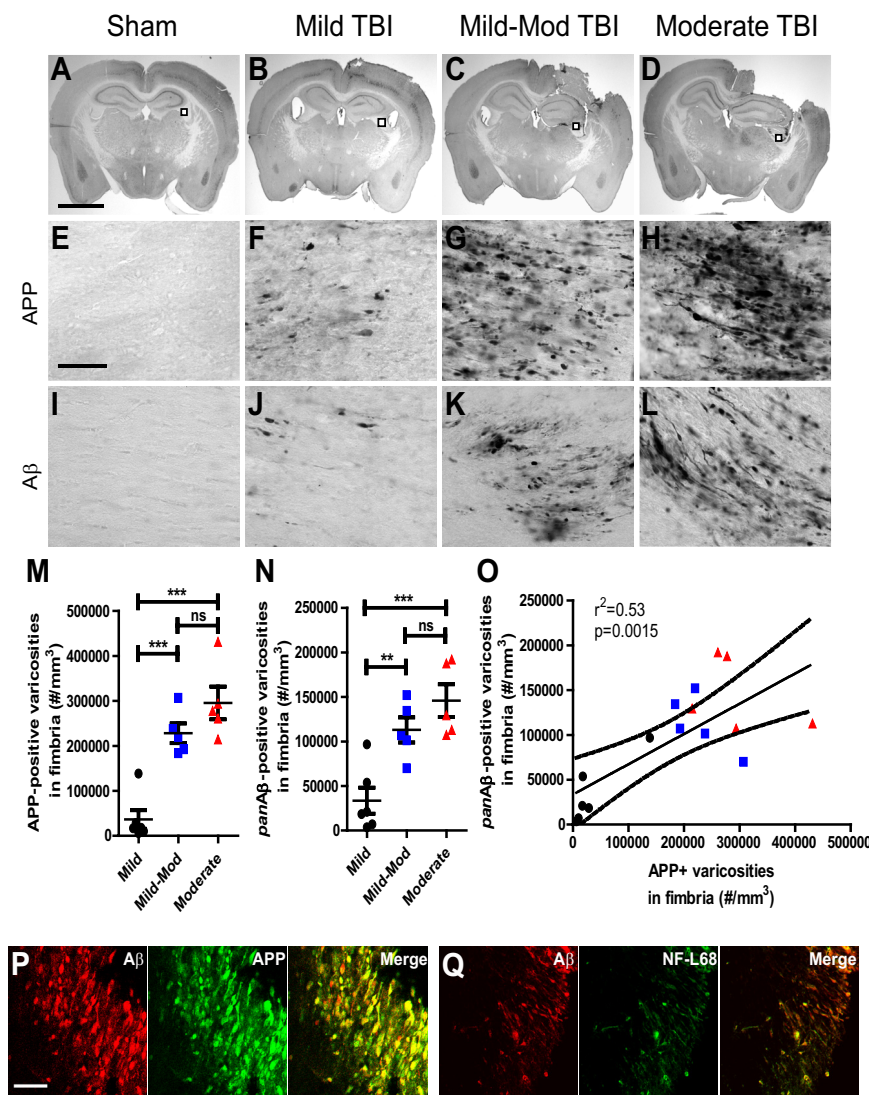 Sham Mild TBI Mild-Mod TBI Moderate TBI
A B C D
E F G H
APP
I J K L
Aβ
M N O
APP-positive varicosities
in fimbria (#/mm³)
500000
400000
300000
200000
100000
0
***
***
ns
Mild
Mild-Mod
Moderate
panAβ-positive varicosities
in fimbria (#/mm³)
250000
200000
150000
100000
50000
0
***
**
ns
Mild
Mild-Mod
Moderate
panAβ-positive varicosities
in fimbria (#/mm³)
250000
200000
150000
100000
50000
0
r²=0.53
p=0.0015
0 100000 200000 300000 400000 500000
APP+ varicosities
in fimbria (#/mm³)
P Aβ APP Merge
Q Aβ NF-L68 Merge